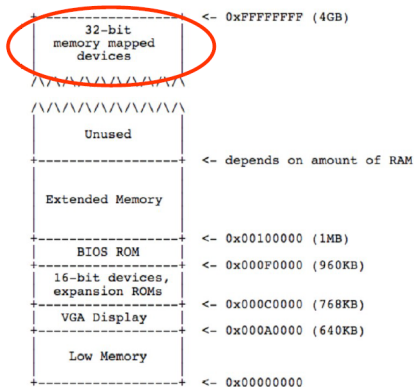 +------------------+ <- 0xFFFFFFFF (4GB)
32-bit
memory mapped
devices
/\/\/\/\/\/\/\/\/\/\
/\/\/\/\/\/\/\/\/\/\
Unused
+------------------+ <- depends on amount of RAM
Extended Memory
+------------------+ <- 0x00100000 (1MB)
BIOS ROM
+------------------+ <- 0x000F0000 (960KB)
16-bit devices,
expansion ROMs
+------------------+ <- 0x000C0000 (768KB)
VGA Display
+------------------+ <- 0x000A0000 (640KB)
Low Memory
+------------------+ <- 0x00000000